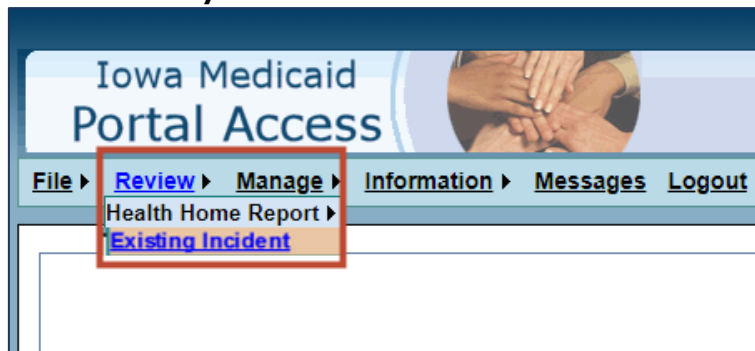 Iowa Medicaid
Portal Access
File Review Manage Information Messages Logout
Health Home Report
Existing Incident